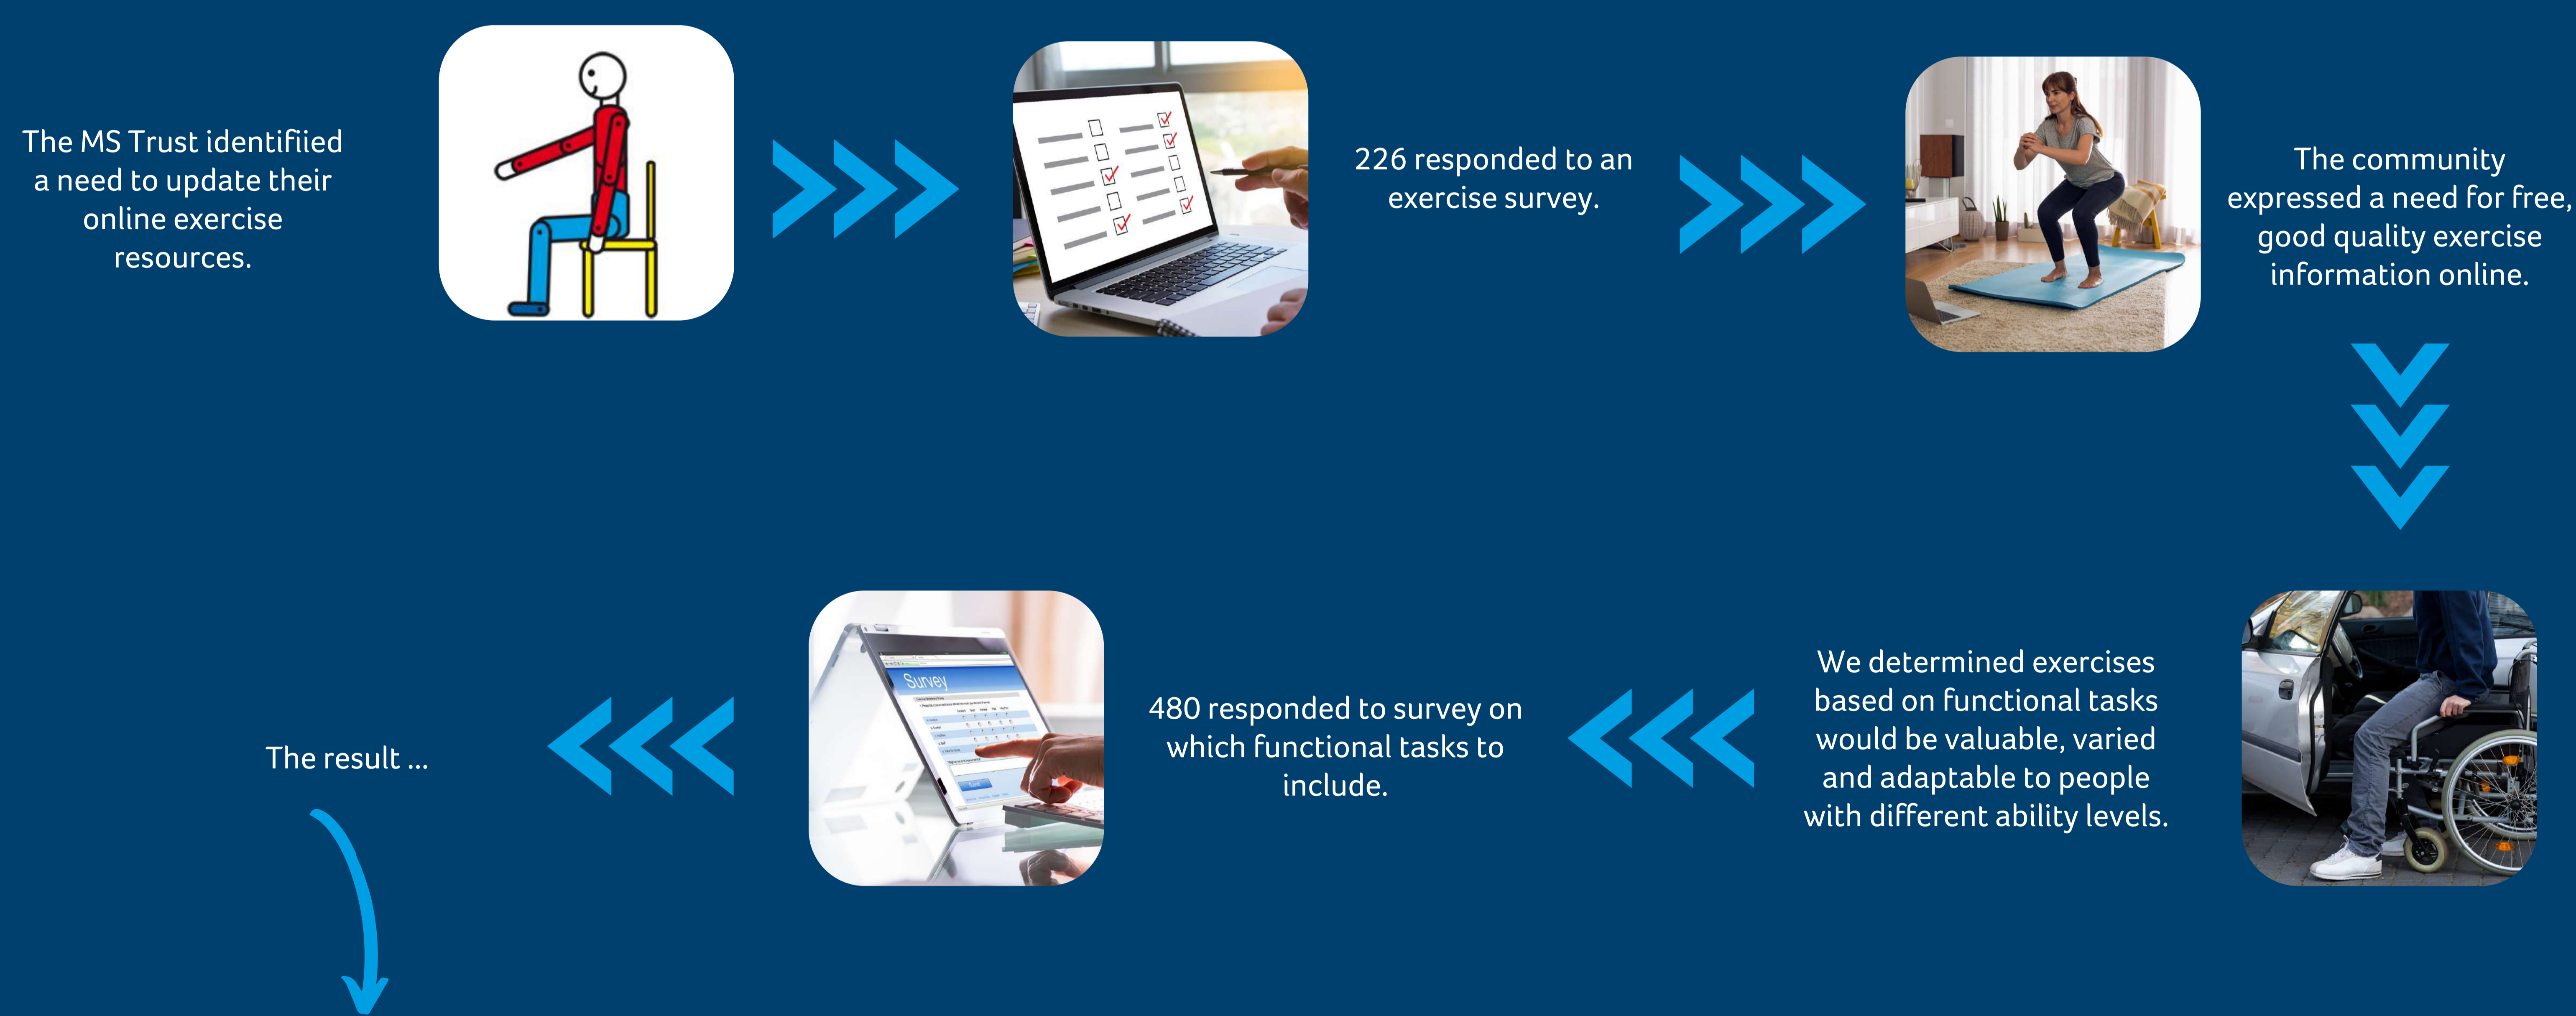 The MS Trust identifiied
a need to update their
online exercise
resources.
226 responded to an
exercise survey.
The community
expressed a need for free,
good quality exercise
information online.
We determined exercises
based on functional tasks
would be valuable, varied
and adaptable to people
with different ability levels.
480 responded to survey on
which functional tasks to
include.
Survey
The result ...